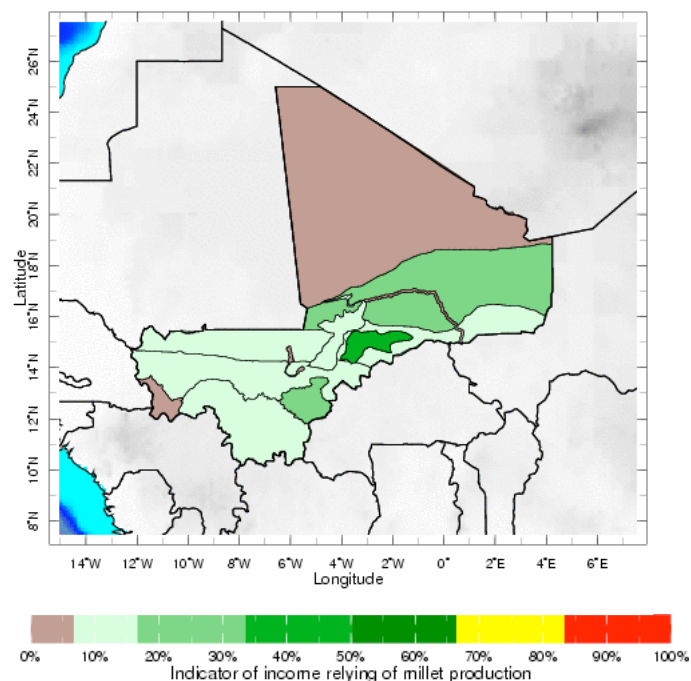 26°N
24°N
22°N
20°N
18°N
16°N
14°N
12°N
10°N
8°N
Latitude
14°W 12°W 10°W 8°W 6°W 4°W 2°W 0° 2°E 4°E 6°E
Longitude
0% 10% 20% 30% 40% 50% 60% 70% 80% 90% 100%
Indicator of income relying of millet production